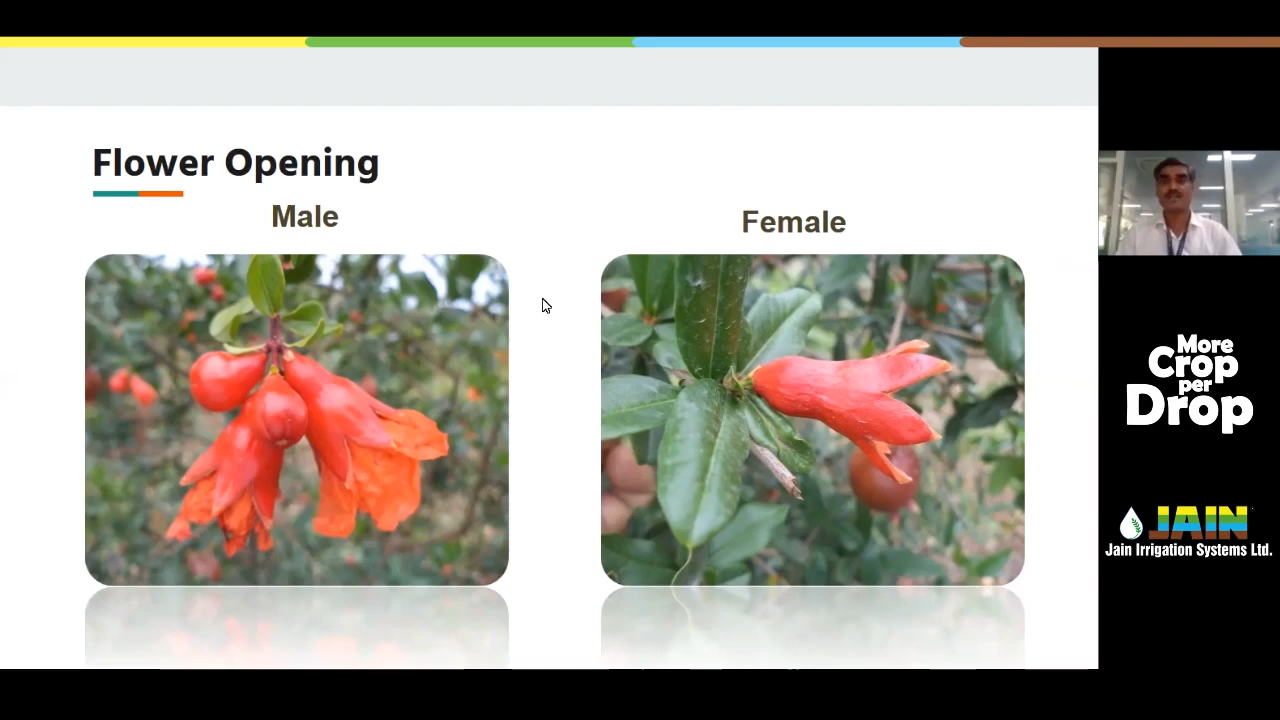 Flower Opening
Male
Female
More
Crop
per
Drop
JAIN
Jain Irrigation Systems Ltd.